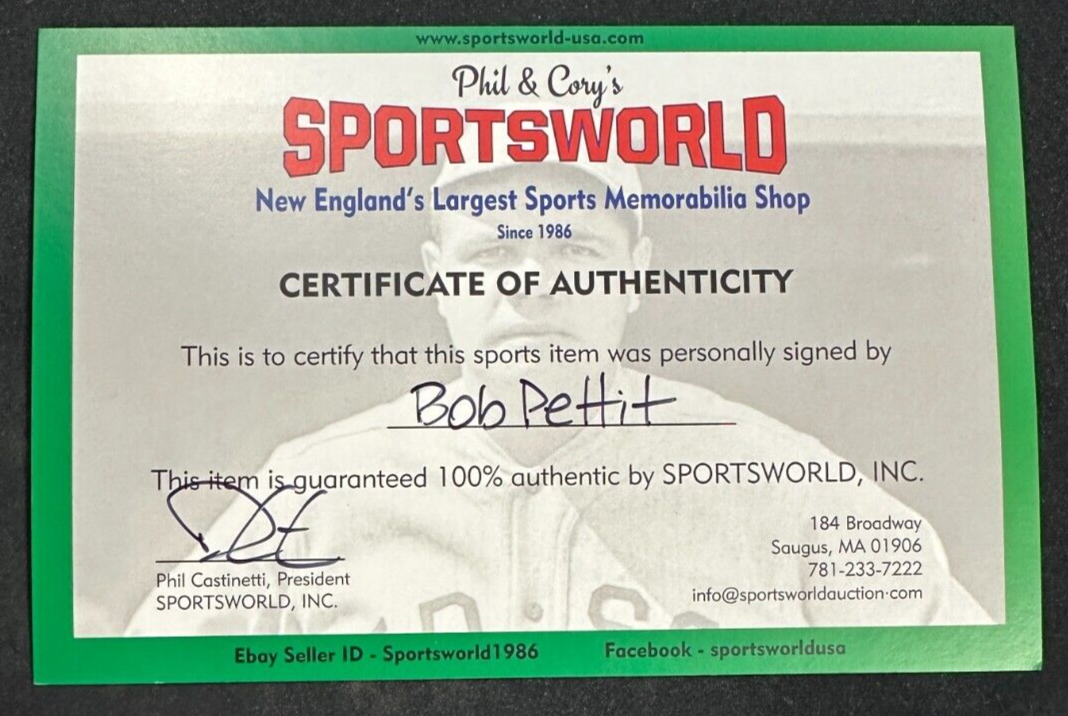 www.sportsworld-usa.com
Phil & Cory's
SPORTSWORLD
New England's Largest Sports Memorabilia Shop
Since 1986
CERTIFICATE OF AUTHENTICITY
This is to certify that this sports item was personally signed by
Bob Pettit
This item is guaranteed 100% authentic by SPORTSWORLD, INC.
184 Broadway
Saugus, MA 01906
781-233-7222
info@sportsworldauction.com
Phil Castinetti, President
SPORTSWORLD, INC.
Ebay Seller ID - Sportsworld1986 Facebook - sportsworldusa